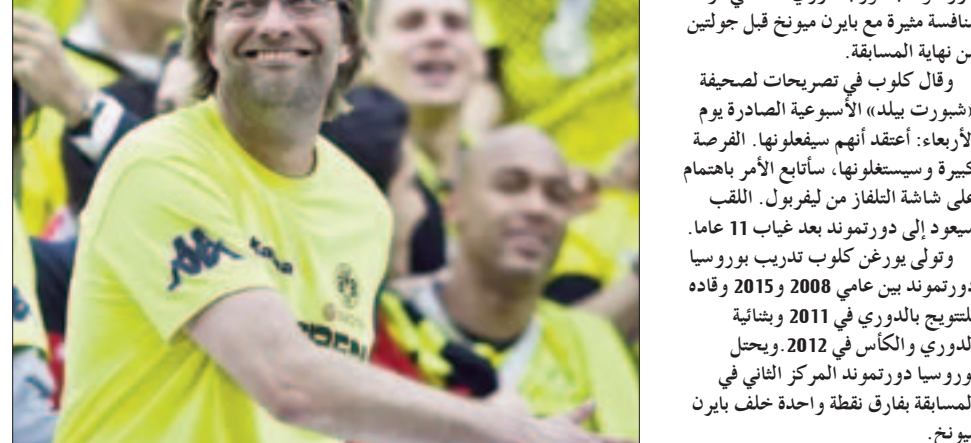 منافسة مثيرة مع بايرن ميونخ قبل جولتين
من نهاية المسابقة.
وقال كلوب في تصريحات لصحيفة
«شبورت بيلد» الأسبوعية الصادرة يوم
الأربعاء: أعتقد أنهم سيفعلونها. الفرصة
كبيرة وسيستغلونها، سأتابع الأمر باهتمام
على شاشة التلفاز من ليفربول. اللقب
سيعود إلى دورتموند بعد غياب 11 عاما.
وتولى يورغن كلوب تدريب بوروسيا
دورتموند بين عامي 2008 و2015 وقاده
للتتويج بالدوري في 2011 وبثنائية
الدوري والكأس في 2012.ويحتل
بوروسيا دورتموند المركز الثاني في
المسابقة بفارق نقطة واحدة خلف بايرن
ميونخ.
Kappa